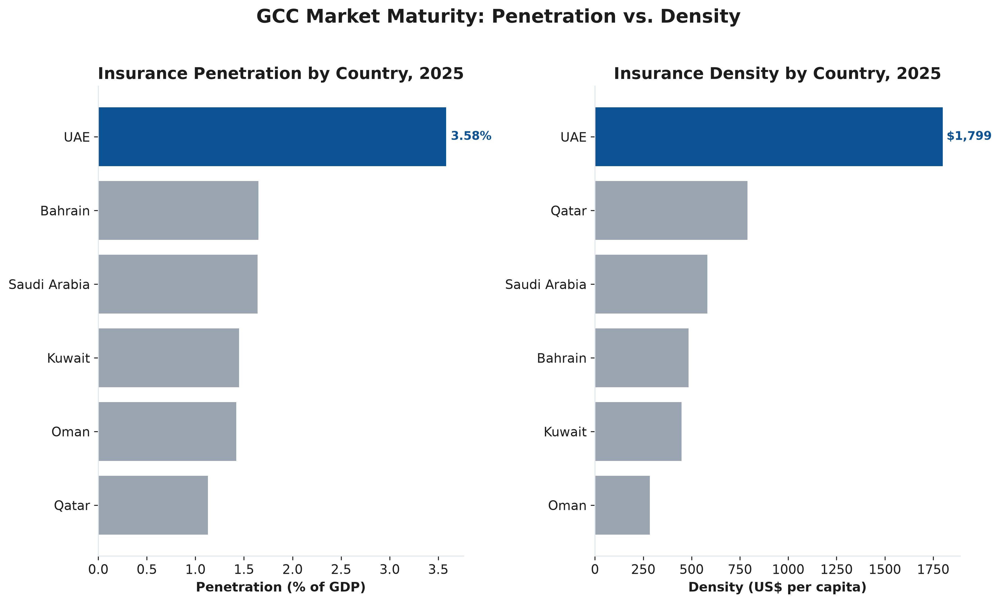 GCC Market Maturity: Penetration vs. Density
Insurance Penetration by Country, 2025
UAE
3.58%
Bahrain
Saudi Arabia
Kuwait
Oman
Qatar
0.0 0.5 1.0 1.5 2.0 2.5 3.0 3.5
Penetration (% of GDP)
Insurance Density by Country, 2025
UAE
$1,799
Qatar
Saudi Arabia
Bahrain
Kuwait
Oman
0 250 500 750 1000 1250 1500 1750
Density (US$ per capita)